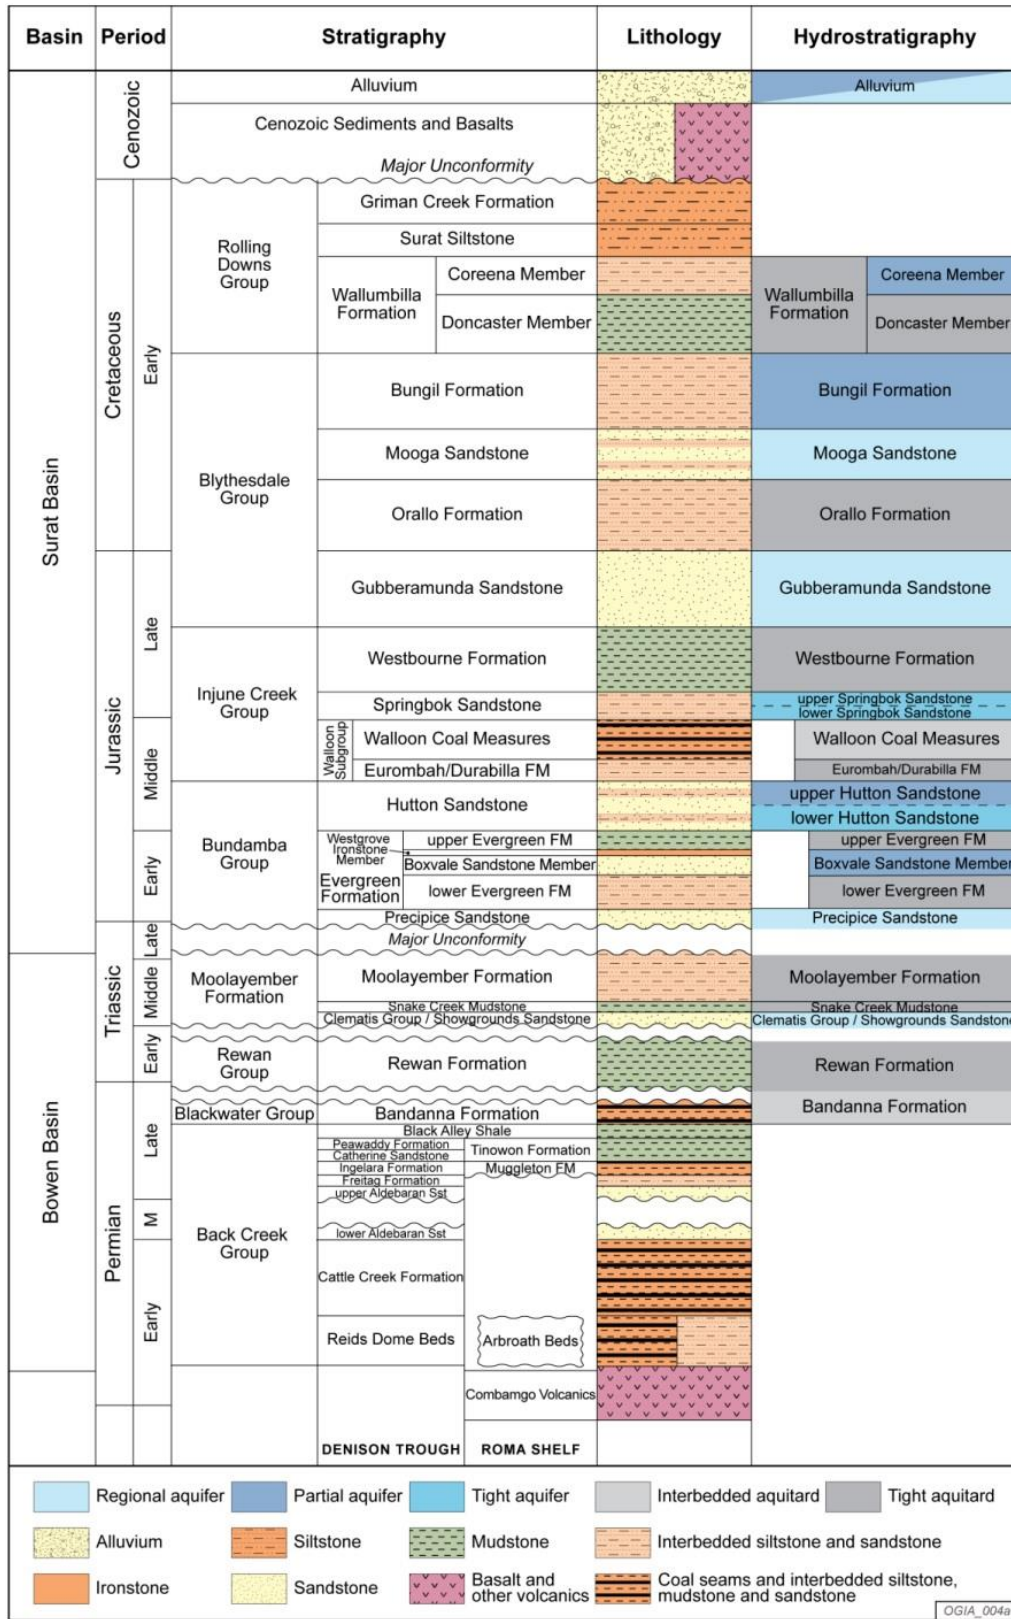 Basin Period Stratigraphy Lithology Hydrostratigraphy
Surat Basin
Bowen Basin
Cenozoic
Cretaceous
Early
Jurassic
Late
Middle
Early
Triassic
Late
Middle
Early
Permian
Late
M
Early
Alluvium
Alluvium
Cenozoic Sediments and Basalts
Major Unconformity
Rolling
Downs
Group
Griman Creek Formation
Surat Siltstone
Wallumbilla
Formation
Coreena Member
Doncaster Member
Wallumbilla
Formation
Coreena Member
Doncaster Member
Blythesdale
Group
Bungil Formation
Bungil Formation
Mooga Sandstone
Mooga Sandstone
Orallo Formation
Orallo Formation
Gubberamunda Sandstone
Gubberamunda Sandstone
Injune Creek
Group
Westbourne Formation
Westbourne Formation
Springbok Sandstone
upper Springbok Sandstone
lower Springbok Sandstone
Walloon
Subgroup
Walloon Coal Measures
Walloon Coal Measures
Eurombah/Durabilla FM
Eurombah/Durabilla FM
Bundamba
Group
Hutton Sandstone
upper Hutton Sandstone
lower Hutton Sandstone
Westgrove
Ironstone
Member
Evergreen
Formation
upper Evergreen FM
upper Evergreen FM
Boxvale Sandstone Member
Boxvale Sandstone Member
lower Evergreen FM
lower Evergreen FM
Precipice Sandstone
Precipice Sandstone
Major Unconformity
Moolayember
Formation
Moolayember Formation
Moolayember Formation
Snake Creek Mudstone
Snake Creek Mudstone
Clematis Group / Showgrounds Sandstone
Clematis Group / Showgrounds Sandstone
Rewan
Group
Rewan Formation
Rewan Formation
Blackwater Group
Bandanna Formation
Bandanna Formation
Back Creek
Group
Black Alley Shale
Peawaddy Formation
Catherine Sandstone
Tinowon Formation
Ingelara Formation
Muggleton FM
Freitag Formation
upper Aldebaran Sst
lower Aldebaran Sst
Cattle Creek Formation
Reids Dome Beds
Arbroath Beds
Combamgo Volcanics
DENISON TROUGH ROMA SHELF
Regional aquifer Partial aquifer Tight aquifer Interbedded aquitard Tight aquitard
Alluvium Siltstone Mudstone Interbedded siltstone and sandstone
Ironstone Sandstone
Basalt and
other volcanics
Coal seams and interbedded siltstone,
mudstone and sandstone